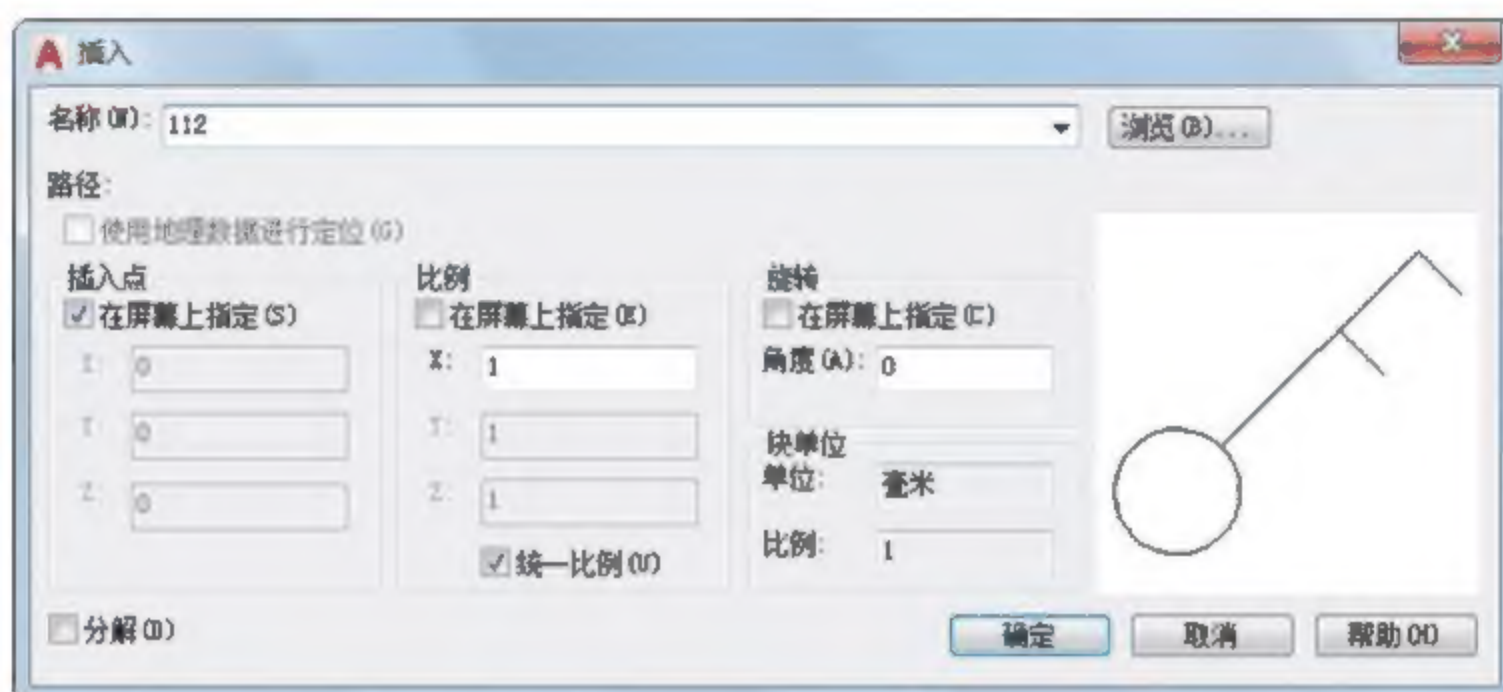 插入
名称(N): 112 浏览(B)...
路径:
使用地理数据进行定位(G)
插入点
在屏幕上指定(S)
X: 0
Y: 0
Z: 0
比例
在屏幕上指定(E)
X: 1
Y: 1
Z: 1
统一比例(U)
旋转
在屏幕上指定(C)
角度(A): 0
块单位
单位: 毫米
比例: 1
分解(D)
确定 取消 帮助(H)